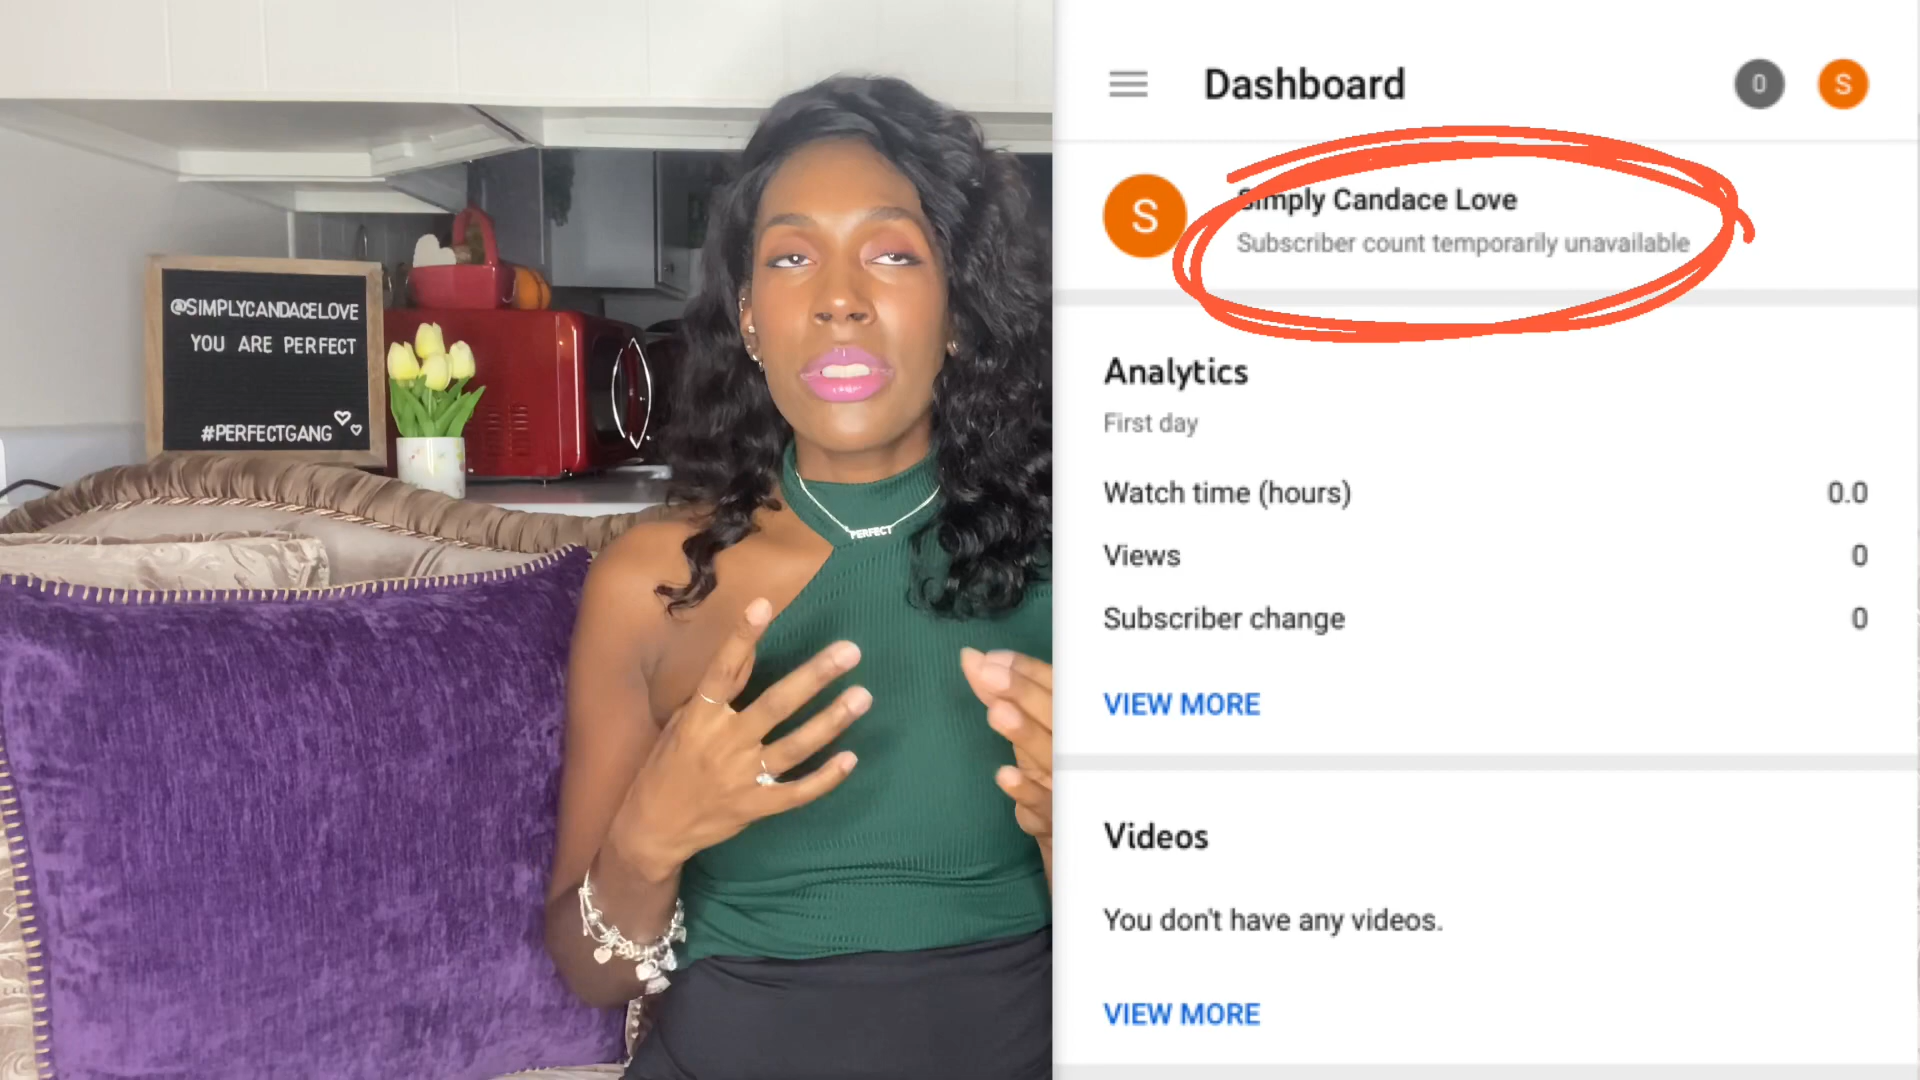 @SIMPLYCANDACELOVE
YOU ARE PERFECT
#PERFECTGANG
PERFECT
Dashboard
0
S
S
Simply Candace Love
Subscriber count temporarily unavailable
Analytics
First day
Watch time (hours)
0.0
Views
0
Subscriber change
0
VIEW MORE
Videos
You don't have any videos.
VIEW MORE